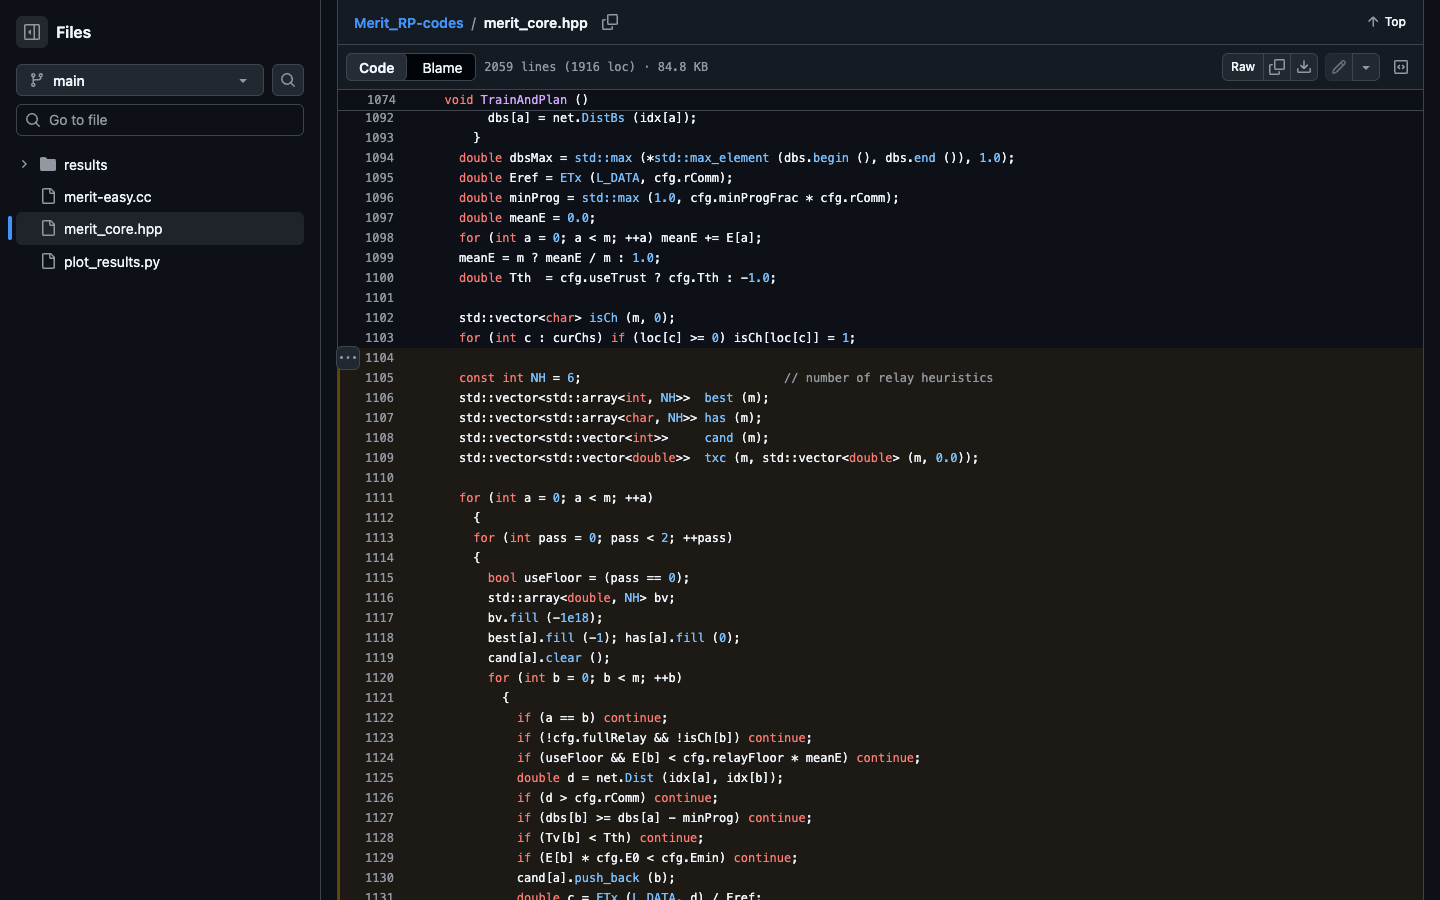 Files
main
Go to file
results
merit-easy.cc
merit_core.hpp
plot_results.py
Merit_RP-codes / merit_core.hpp
Top
Code Blame 2059 lines (1916 loc) · 84.8 KB
Raw
1074 void TrainAndPlan ()
1092 dbs[a] = net.DistBs (idx[a]);
1093 }
1094 double dbsMax = std::max (*std::max_element (dbs.begin (), dbs.end ()), 1.0);
1095 double Eref = ETx (L_DATA, cfg.rComm);
1096 double minProg = std::max (1.0, cfg.minProgFrac * cfg.rComm);
1097 double meanE = 0.0;
1098 for (int a = 0; a < m; ++a) meanE += E[a];
1099 meanE = m ? meanE / m : 1.0;
1100 double Tth  = cfg.useTrust ? cfg.Tth : -1.0;
1101
1102 std::vector<char> isCh (m, 0);
1103 for (int c : curChs) if (loc[c] >= 0) isCh[loc[c]] = 1;
1104
1105 const int NH = 6; // number of relay heuristics
1106 std::vector<std::array<int, NH>>  best (m);
1107 std::vector<std::array<char, NH>> has (m);
1108 std::vector<std::vector<int>>     cand (m);
1109 std::vector<std::vector<double>>  txc (m, std::vector<double> (m, 0.0));
1110
1111 for (int a = 0; a < m; ++a)
1112 {
1113 for (int pass = 0; pass < 2; ++pass)
1114 {
1115 bool useFloor = (pass == 0);
1116 std::array<double, NH> bv;
1117 bv.fill (-1e18);
1118 best[a].fill (-1); has[a].fill (0);
1119 cand[a].clear ();
1120 for (int b = 0; b < m; ++b)
1121 {
1122 if (a == b) continue;
1123 if (!cfg.fullRelay && !isCh[b]) continue;
1124 if (useFloor && E[b] < cfg.relayFloor * meanE) continue;
1125 double d = net.Dist (idx[a], idx[b]);
1126 if (d > cfg.rComm) continue;
1127 if (dbs[b] >= dbs[a] - minProg) continue;
1128 if (Tv[b] < Tth) continue;
1129 if (E[b] * cfg.E0 < cfg.Emin) continue;
1130 cand[a].push_back (b);
1131 double c = ETx (L_DATA, d) / Eref;